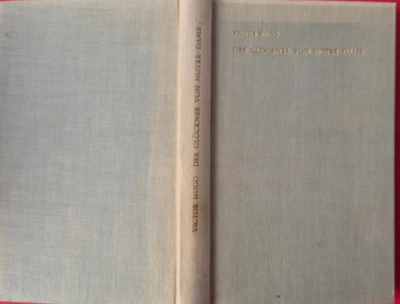 VICTOR HUGO DER GLÖCKNER VON NOTRE-DAME
VICTOR HUGO
DER GLÖCKNER VON NOTRE-DAME